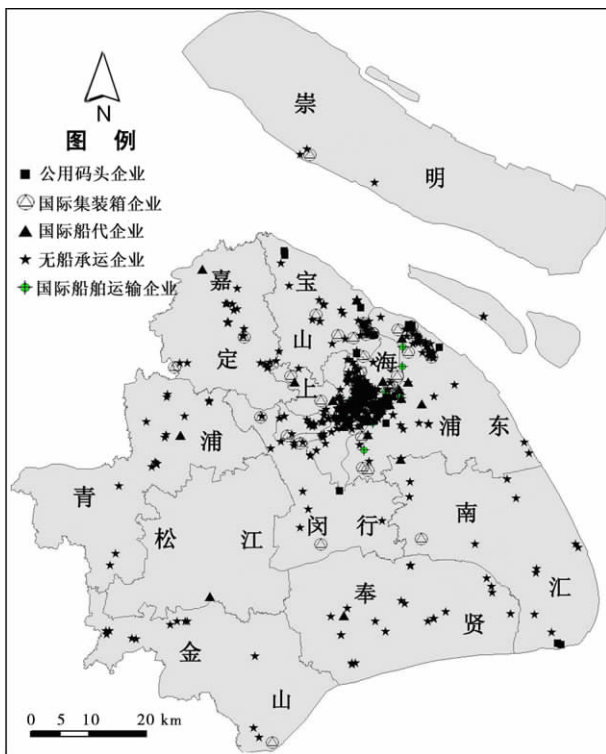 崇
明
N
图 例
公用码头企业
国际集装箱企业
国际船代企业
无船承运企业
国际船舶运输企业
嘉
定
宝
山
上
海
浦 东
青
浦
松 江
闵 行
南
汇
奉
贤
金
山
0 5 10 20 km